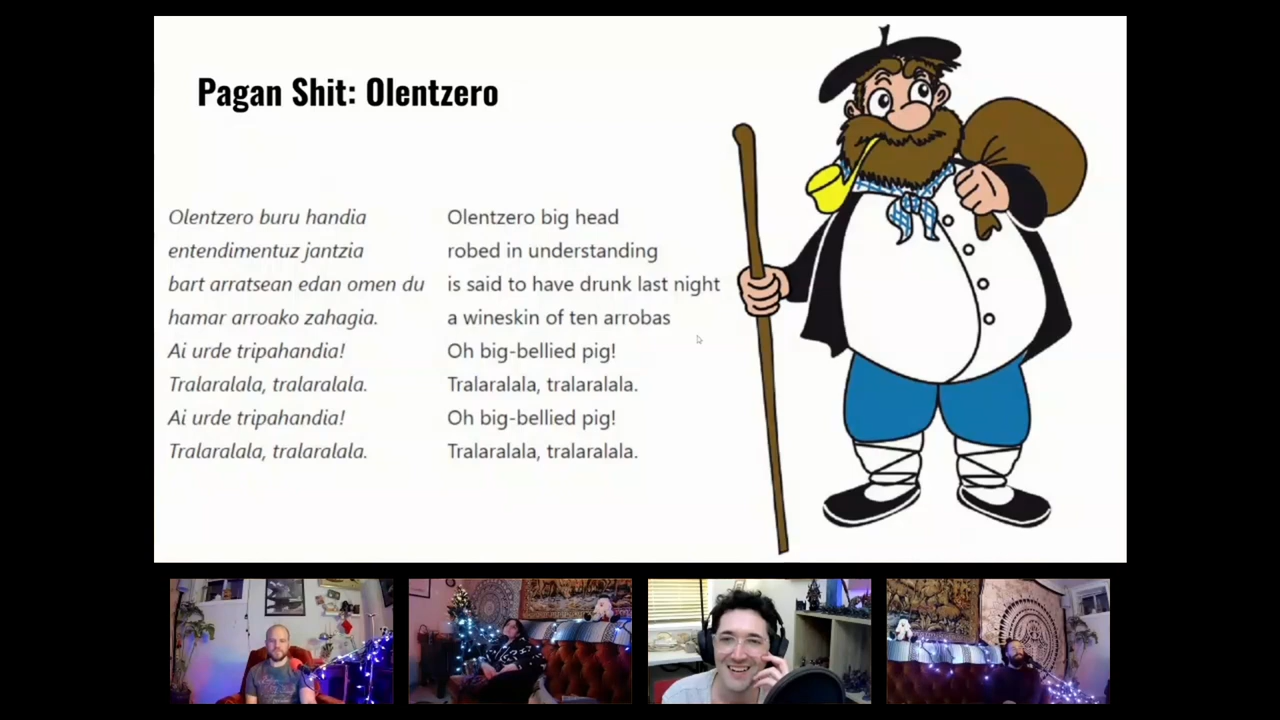 Pagan Shit: Olentzero
Olentzero buru handia
entendimentuz jantzia
bart arratsean edan omen du
hamar arroako zahagia.
Ai urde tripahandia!
Tralaralala, tralaralala.
Ai urde tripahandia!
Tralaralala, tralaralala.
Olentzero big head
robed in understanding
is said to have drunk last night
a wineskin of ten arrobas
Oh big-bellied pig!
Tralaralala, tralaralala.
Oh big-bellied pig!
Tralaralala, tralaralala.